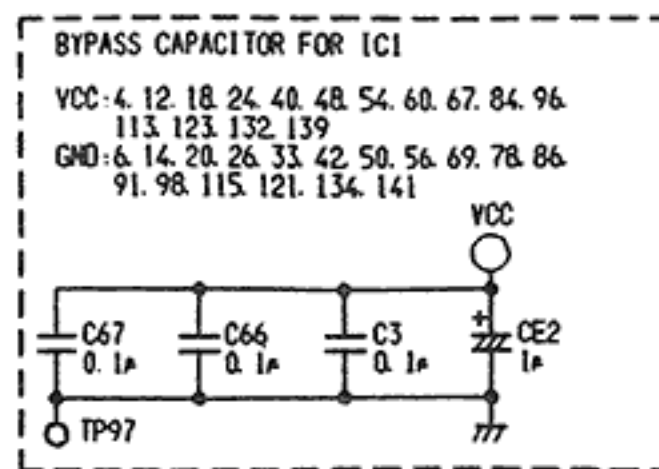 BYPASS CAPACITOR FOR IC1
VCC:4. 12. 18. 24. 40. 48. 54. 60. 67. 84. 96.
113. 123. 132. 139
GND:6. 14. 20. 26. 33. 42. 50. 56. 69. 78. 86.
91. 98. 115. 121. 134. 141
VCC
+
C67
0. 1μ
C66
0. 1μ
C3
0. 1μ
CE2
1μ
TP97